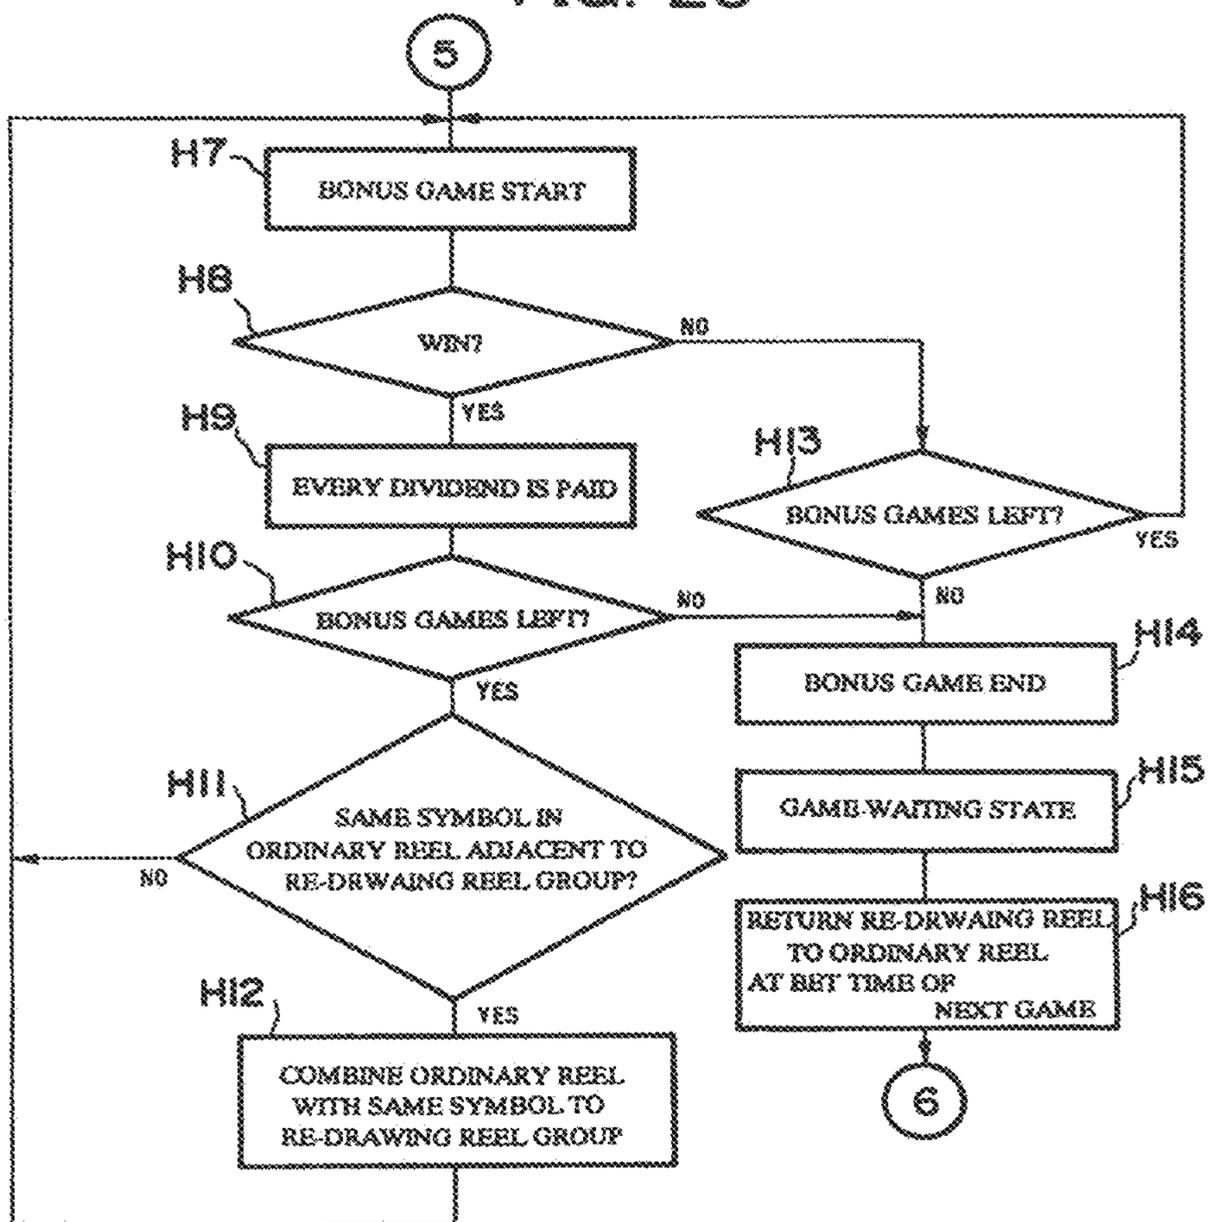 5
H7
BONUS GAME START
H8
WIN?
NO
YES
H9
EVERY DIVIDEND IS PAID
H13
BONUS GAMES LEFT?
YES
NO
H10
BONUS GAMES LEFT?
NO
YES
H14
BONUS GAME END
H11
SAME SYMBOL IN
ORDINARY REEL ADJACENT TO
RE-DRWAING REEL GROUP?
NO
YES
H15
GAME-WAITING STATE
H16
RETURN RE-DRWAING REEL
TO ORDINARY REEL
AT BET TIME OF
NEXT GAME
H12
COMBINE ORDINARY REEL
WITH SAME SYMBOL TO
RE-DRAWING REEL GROUP
6